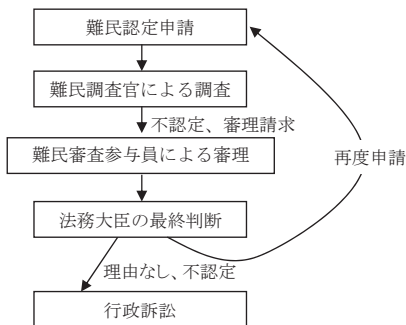 難民認定申請
難民調査官による調査
不認定、審理請求
難民審査参与員による審理
再度申請
法務大臣の最終判断
理由なし、不認定
行政訴訟